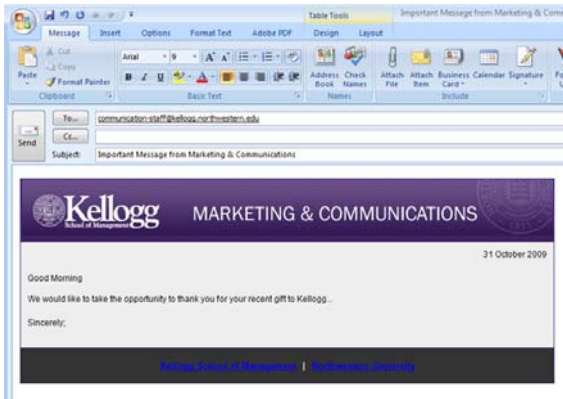 Table Tools
Important Message from Marketing & Comm
Message Insert Options Format Text Adobe PDF Design Layout
Cut
Copy
Paste
Format Painter
Clipboard
Arial 9
Basic Text
Address Book
Check Names
Names
Attach File
Attach Item
Business Card
Calendar
Signature
Include
Send
To...
communication-staff@kellogg.northwestern.edu
Cc...
Subject:
Important Message from Marketing & Communications
Kellogg
School of Management
MARKETING & COMMUNICATIONS
31 October 2009
Good Morning
We would like to take the opportunity to thank you for your recent gift to Kellogg...
Sincerely;
Kellogg School of Management | Northwestern University